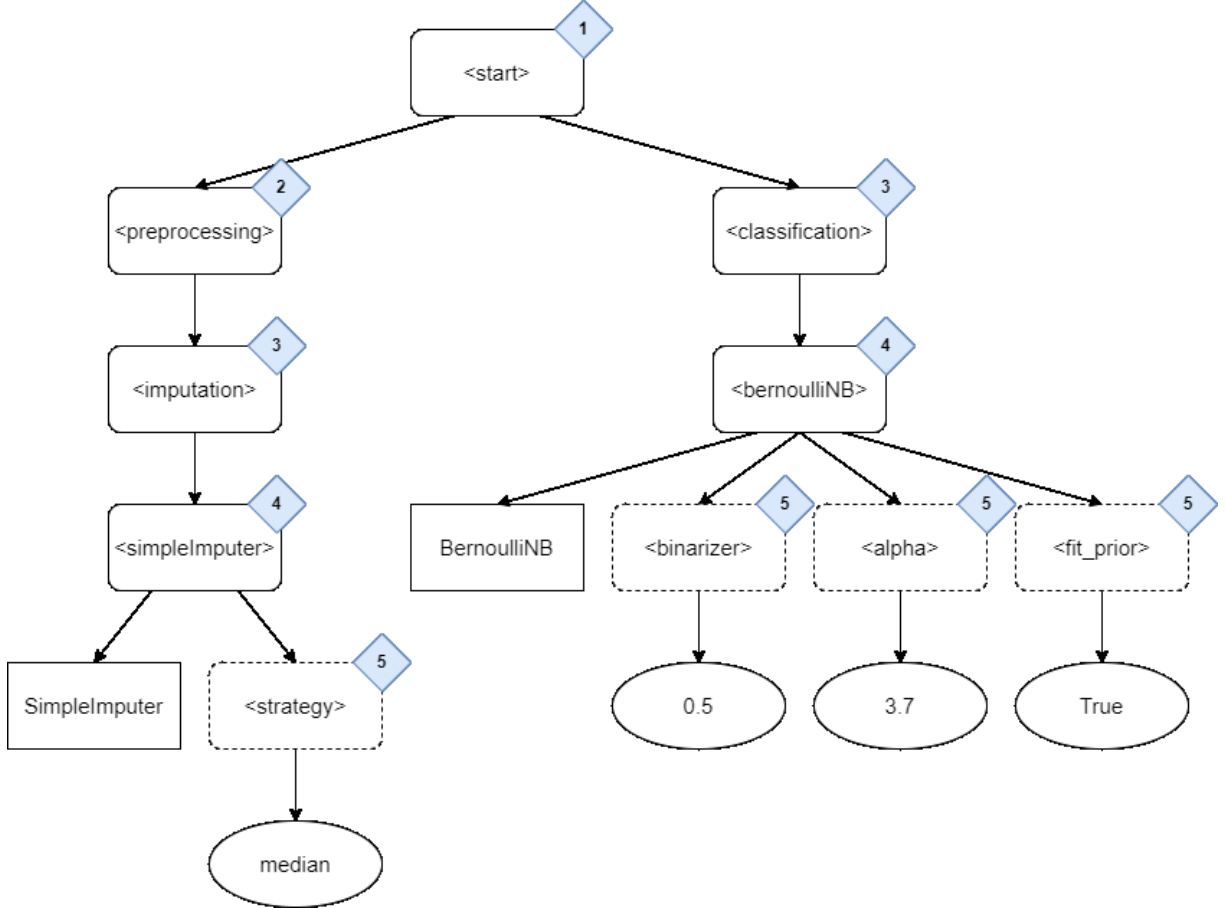 1
<start>
2
<preprocessing>
3
<classification>
3
<imputation>
4
<bernoulliNB>
4
<simpleImputer>
BernoulliNB
5
<binarizer>
5
<alpha>
5
<fit_prior>
SimpleImputer
5
<strategy>
0.5
3.7
True
median